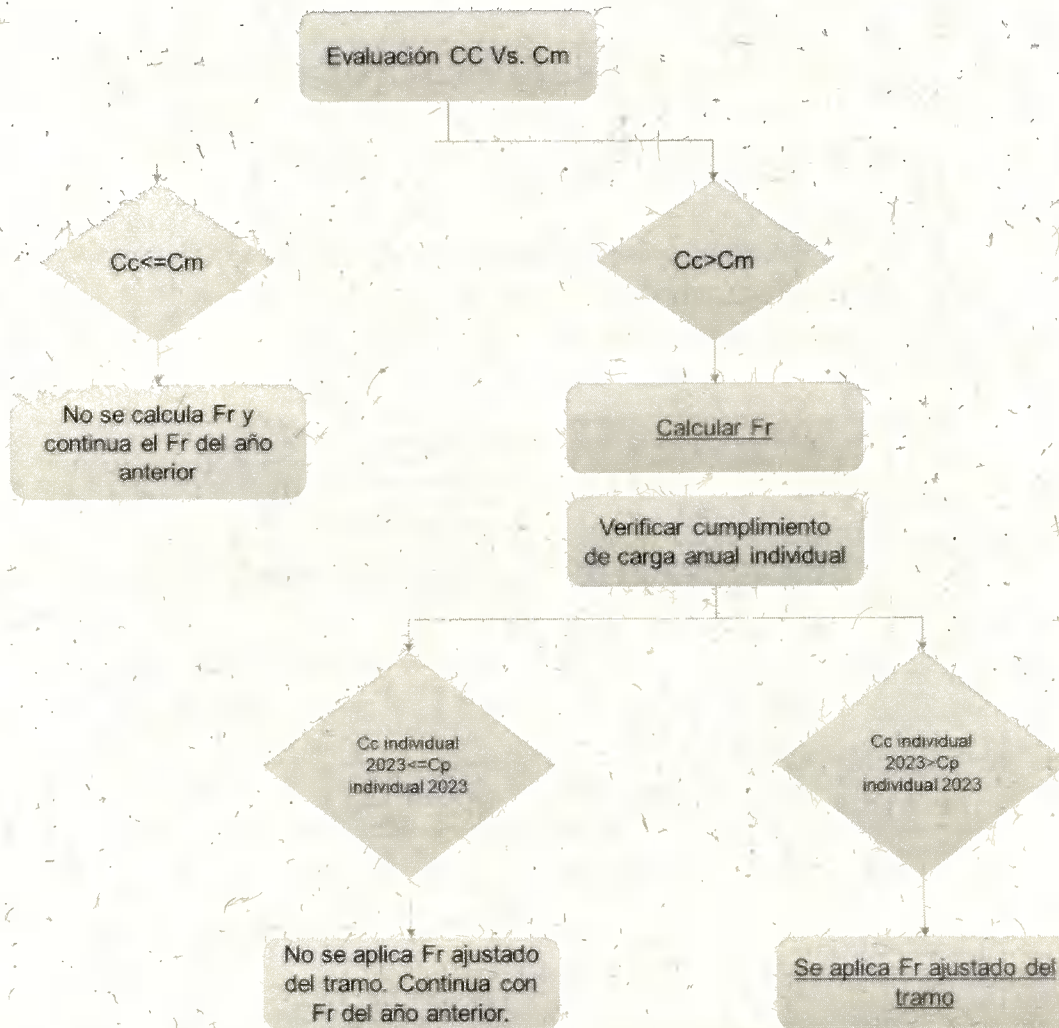 Evaluación CC Vs. Cm
Cc<=Cm
Cc>Cm
No se calcula Fr y
continua el Fr del año
anterior
Calcular Fr
Verificar cumplimiento
de carga anual individual
Cc individual
2023<=Cp
individual 2023
Cc individual
2023>Cp
individual 2023
No se aplica Fr ajustado
del tramo. Continua con
Fr del año anterior.
Se aplica Fr ajustado del
tramo